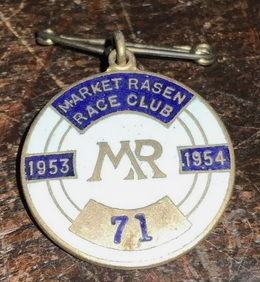 MARKET RASEN
RACE CLUB
1953 MR 1954
71